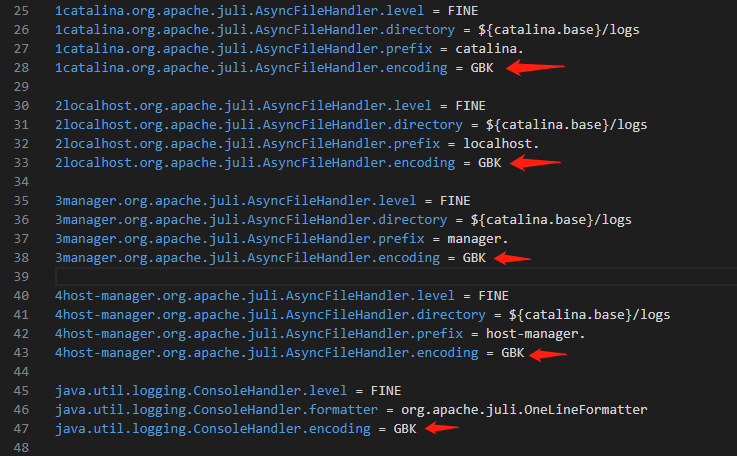 25 1catalina.org.apache.juli.AsyncFileHandler.level = FINE
26 1catalina.org.apache.juli.AsyncFileHandler.directory = ${catalina.base}/logs
27 1catalina.org.apache.juli.AsyncFileHandler.prefix = catalina.
28 1catalina.org.apache.juli.AsyncFileHandler.encoding = GBK
29
30 2localhost.org.apache.juli.AsyncFileHandler.level = FINE
31 2localhost.org.apache.juli.AsyncFileHandler.directory = ${catalina.base}/logs
32 2localhost.org.apache.juli.AsyncFileHandler.prefix = localhost.
33 2localhost.org.apache.juli.AsyncFileHandler.encoding = GBK
34
35 3manager.org.apache.juli.AsyncFileHandler.level = FINE
36 3manager.org.apache.juli.AsyncFileHandler.directory = ${catalina.base}/logs
37 3manager.org.apache.juli.AsyncFileHandler.prefix = manager.
38 3manager.org.apache.juli.AsyncFileHandler.encoding = GBK
39
40 4host-manager.org.apache.juli.AsyncFileHandler.level = FINE
41 4host-manager.org.apache.juli.AsyncFileHandler.directory = ${catalina.base}/logs
42 4host-manager.org.apache.juli.AsyncFileHandler.prefix = host-manager.
43 4host-manager.org.apache.juli.AsyncFileHandler.encoding = GBK
44
45 java.util.logging.ConsoleHandler.level = FINE
46 java.util.logging.ConsoleHandler.formatter = org.apache.juli.OneLineFormatter
47 java.util.logging.ConsoleHandler.encoding = GBK
48